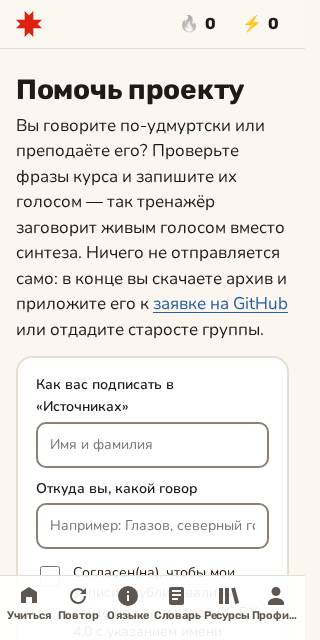 0 0
Помочь проекту
Вы говорите по-удмуртски или
преподаёте его? Проверьте
фразы курса и запишите их
голосом — так тренажёр
заговорит живым голосом вместо
синтеза. Ничего не отправляется
само: в конце вы скачаете архив и
приложите его к заявке на GitHub
или отдадите старосте группы.
Как вас подписать в
«Источниках»
Имя и фамилия
Откуда вы, какой говор
Например: Глазов, северный гс
Согласен(на), чтобы мои
Учиться Повтор О языке Словарь Ресурсы Профи...
4.0 с указанием имени